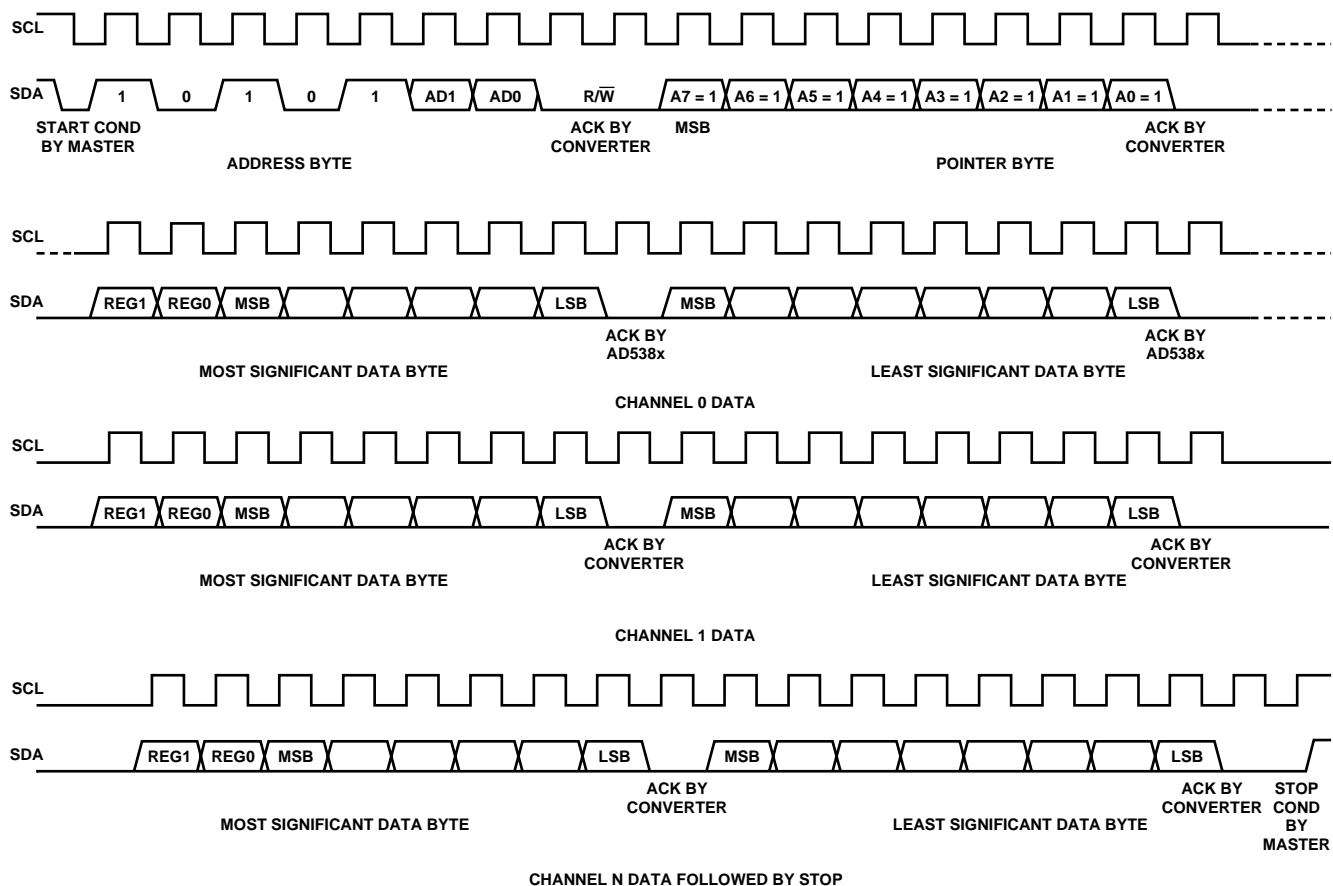 SCL
SDA 1 0 1 0 1 AD1 AD0 R/W̅ A7 = 1 A6 = 1 A5 = 1 A4 = 1 A3 = 1 A2 = 1 A1 = 1 A0 = 1
START COND ACK BY MSB ACK BY
BY MASTER CONVERTER CONVERTER
ADDRESS BYTE POINTER BYTE
SCL
SDA REG1 REG0 MSB LSB MSB LSB
ACK BY ACK BY
AD538x AD538x
MOST SIGNIFICANT DATA BYTE LEAST SIGNIFICANT DATA BYTE
CHANNEL 0 DATA
SCL
SDA REG1 REG0 MSB LSB MSB LSB
ACK BY ACK BY
CONVERTER CONVERTER
MOST SIGNIFICANT DATA BYTE LEAST SIGNIFICANT DATA BYTE
CHANNEL 1 DATA
SCL
SDA REG1 REG0 MSB LSB MSB LSB
ACK BY ACK BY STOP
CONVERTER CONVERTER COND
MOST SIGNIFICANT DATA BYTE LEAST SIGNIFICANT DATA BYTE BY
MASTER
CHANNEL N DATA FOLLOWED BY STOP